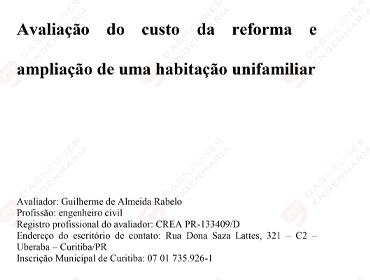 Avaliação do custo da reforma e
ampliação de uma habitação unifamiliar
Avaliador: Guilherme de Almeida Rabelo
Profissão: engenheiro civil
Registro profissional do avaliador: CREA PR-133409/D
Endereço do escritório de contato: Rua Dona Saza Lattes, 321 – C2 –
Uberaba – Curitiba/PR
Inscrição Municipal de Curitiba: 07 01 735.926-1
DASHEUNER
ENGENHARIA